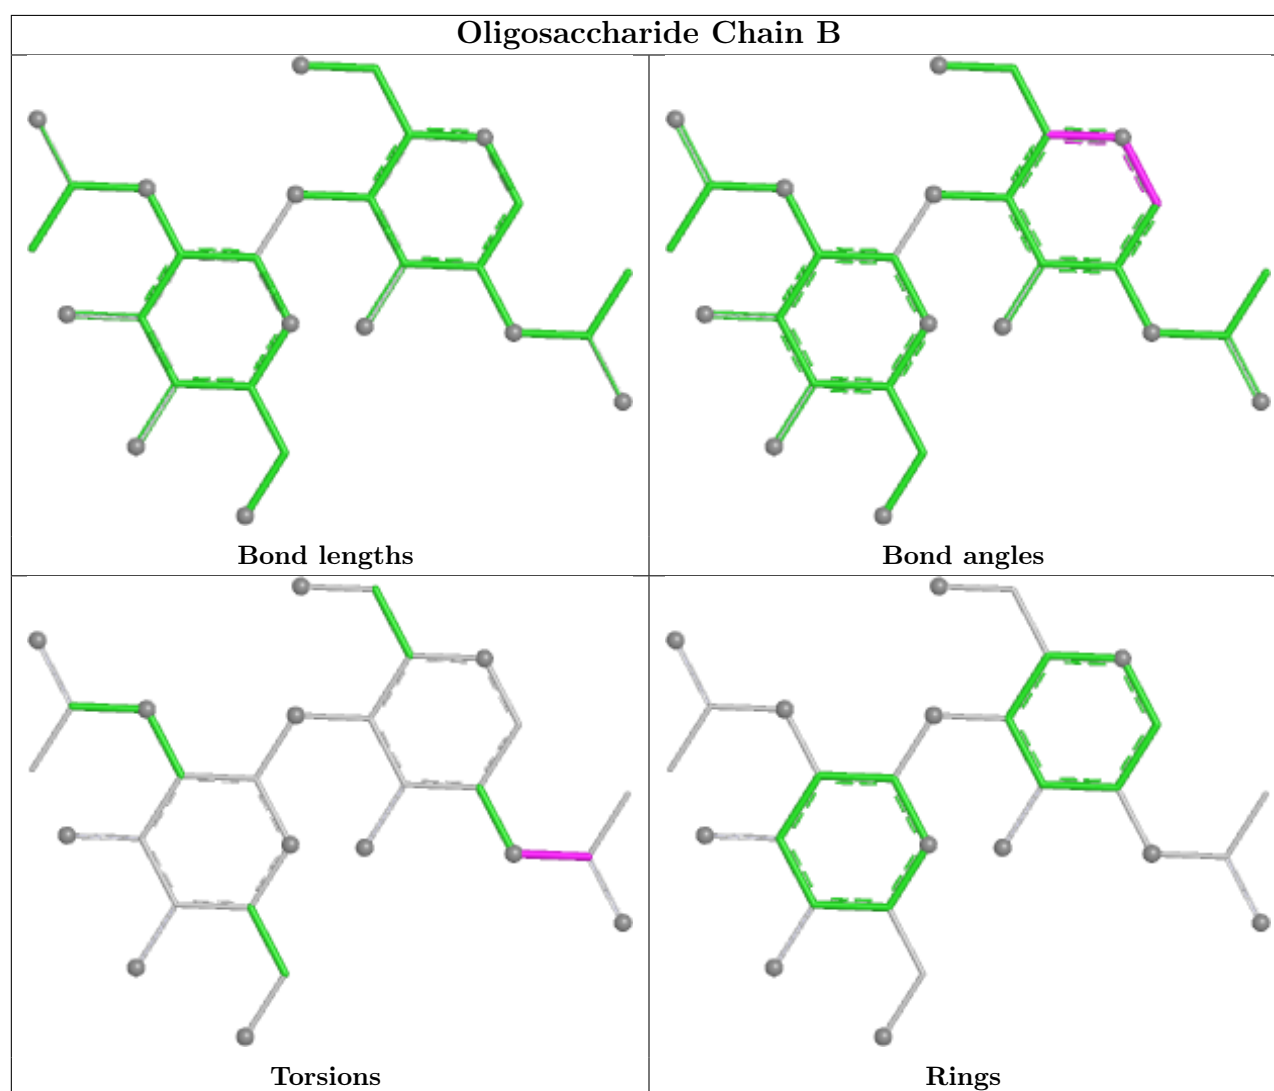 Oligosaccharide Chain B
Bond lengths
Bond angles
Torsions
Rings